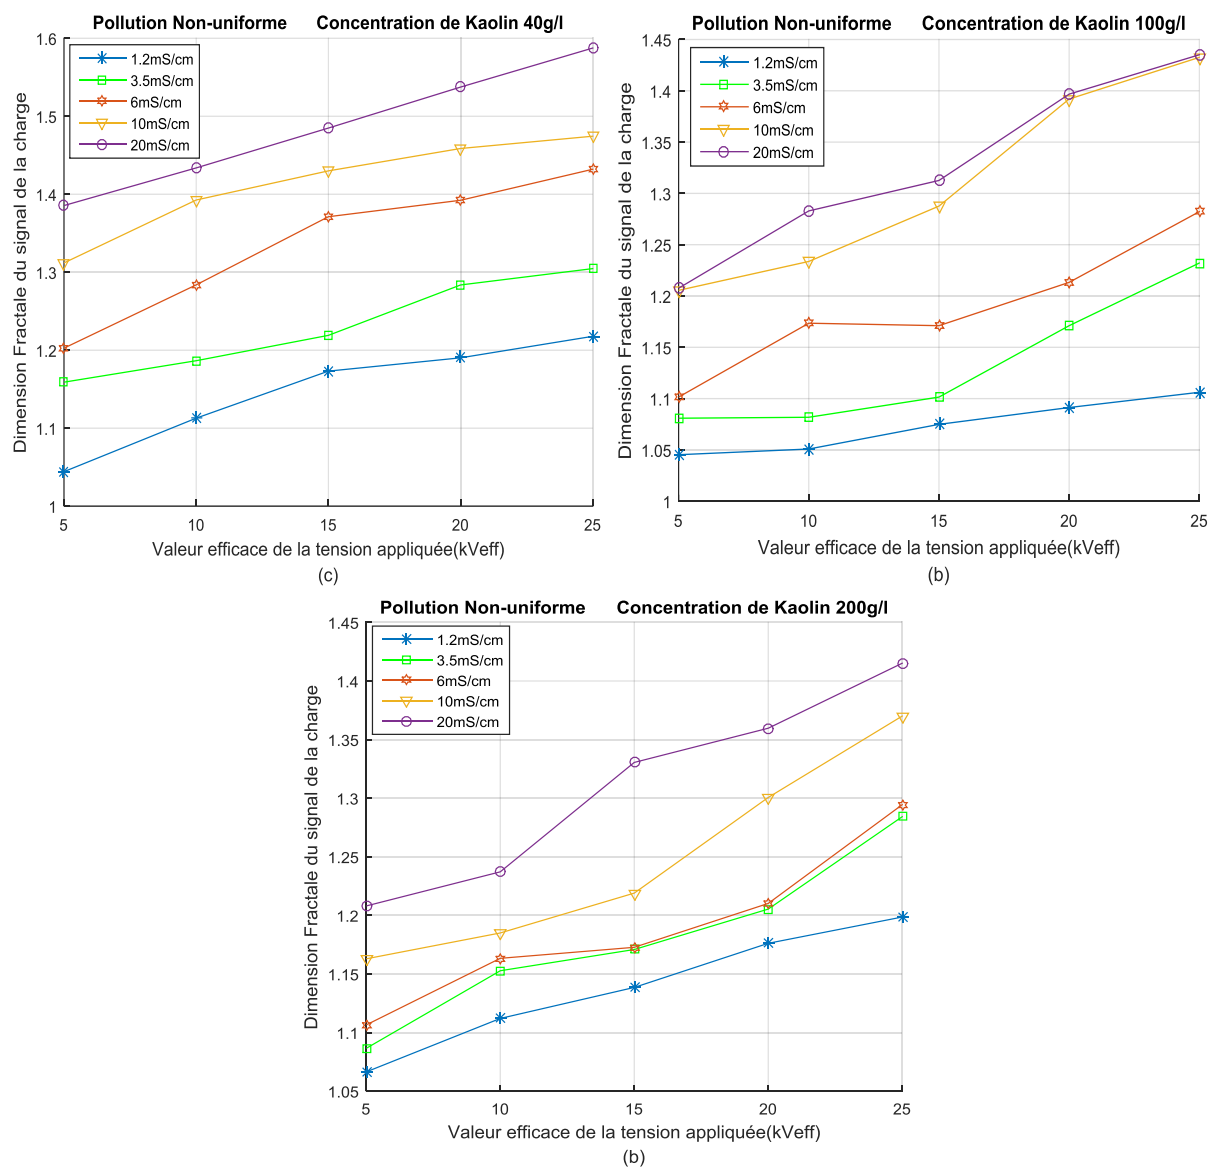 Pollution Non-uniforme Concentration de Kaolin 40g/l
1.6
1.5
1.4
1.3
1.2
1.1
1
Dimension Fractale du signal de la charge
1.2mS/cm
3.5mS/cm
6mS/cm
10mS/cm
20mS/cm
5 10 15 20 25
Valeur efficace de la tension appliquée(kVeff)
(c)
Pollution Non-uniforme Concentration de Kaolin 100g/l
1.45
1.4
1.35
1.3
1.25
1.2
1.15
1.1
1.05
1
Dimension Fractale du signal de la charge
1.2mS/cm
3.5mS/cm
6mS/cm
10mS/cm
20mS/cm
5 10 15 20 25
Valeur efficace de la tension appliquée(kVeff)
(b)
Pollution Non-uniforme Concentration de Kaolin 200g/l
1.45
1.4
1.35
1.3
1.25
1.2
1.15
1.1
1.05
Dimension Fractale du signal de la charge
1.2mS/cm
3.5mS/cm
6mS/cm
10mS/cm
20mS/cm
5 10 15 20 25
Valeur efficace de la tension appliquée(kVeff)
(b)